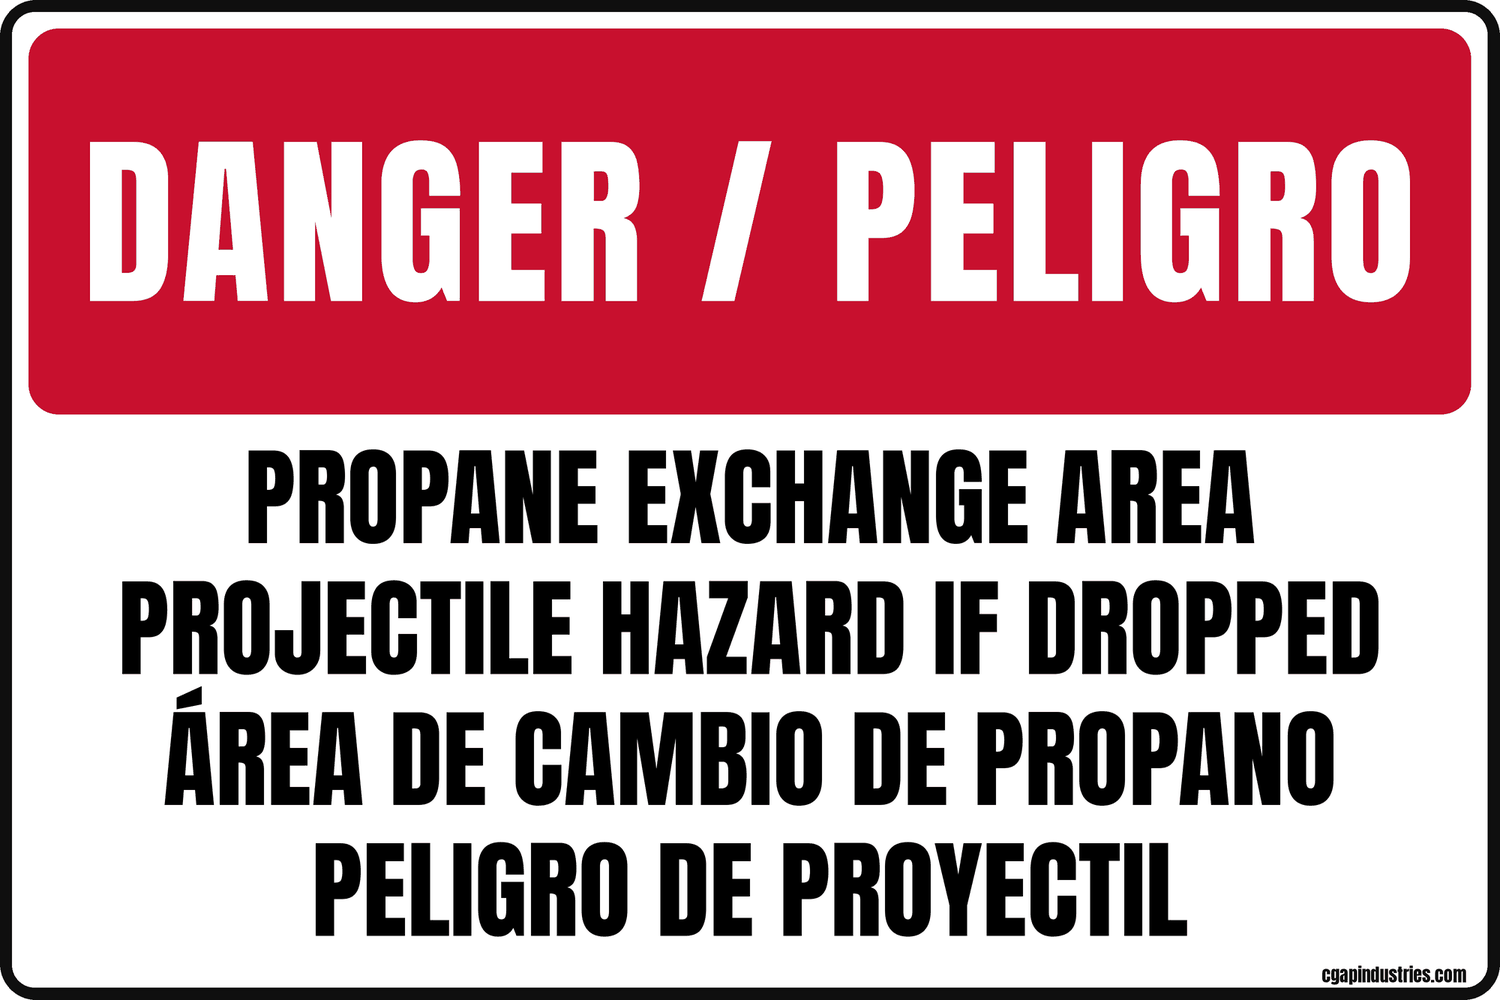 DANGER / PELIGRO
PROPANE EXCHANGE AREA
PROJECTILE HAZARD IF DROPPED
ÁREA DE CAMBIO DE PROPANO
PELIGRO DE PROYECTIL
cgapindustries.com